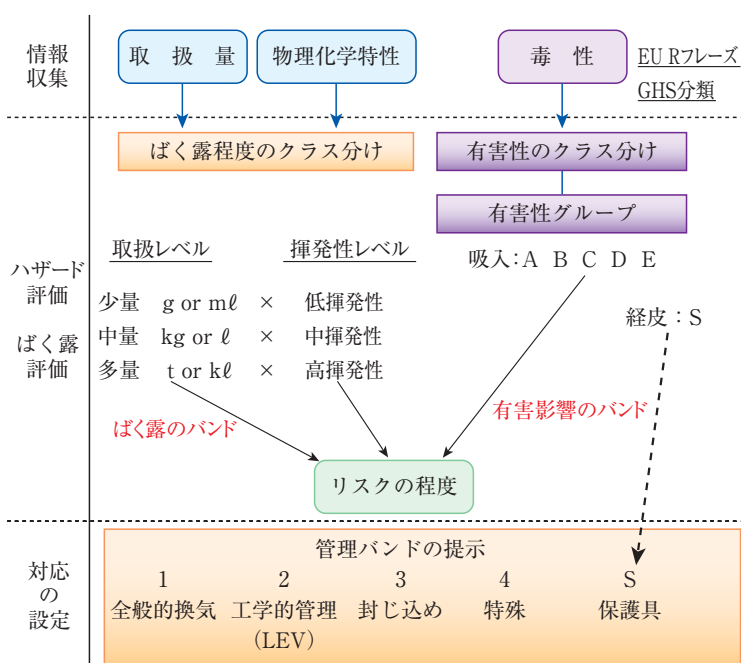 情報
収集
取 扱 量
物理化学特性
毒 性
EU Rフレーズ
GHS分類
ばく露程度のクラス分け
有害性のクラス分け
有害性グループ
ハザード
評価
ばく露
評価
取扱レベル
揮発性レベル
吸入：A B C D E
少量 g or mℓ × 低揮発性
経皮：S
中量 kg or ℓ × 中揮発性
多量 t or kℓ × 高揮発性
ばく露のバンド
有害影響のバンド
リスクの程度
対応
の
設定
管理バンドの提示
1 2 3 4 S
全般的換気 工学的管理 封じ込め 特殊 保護具
（LEV）